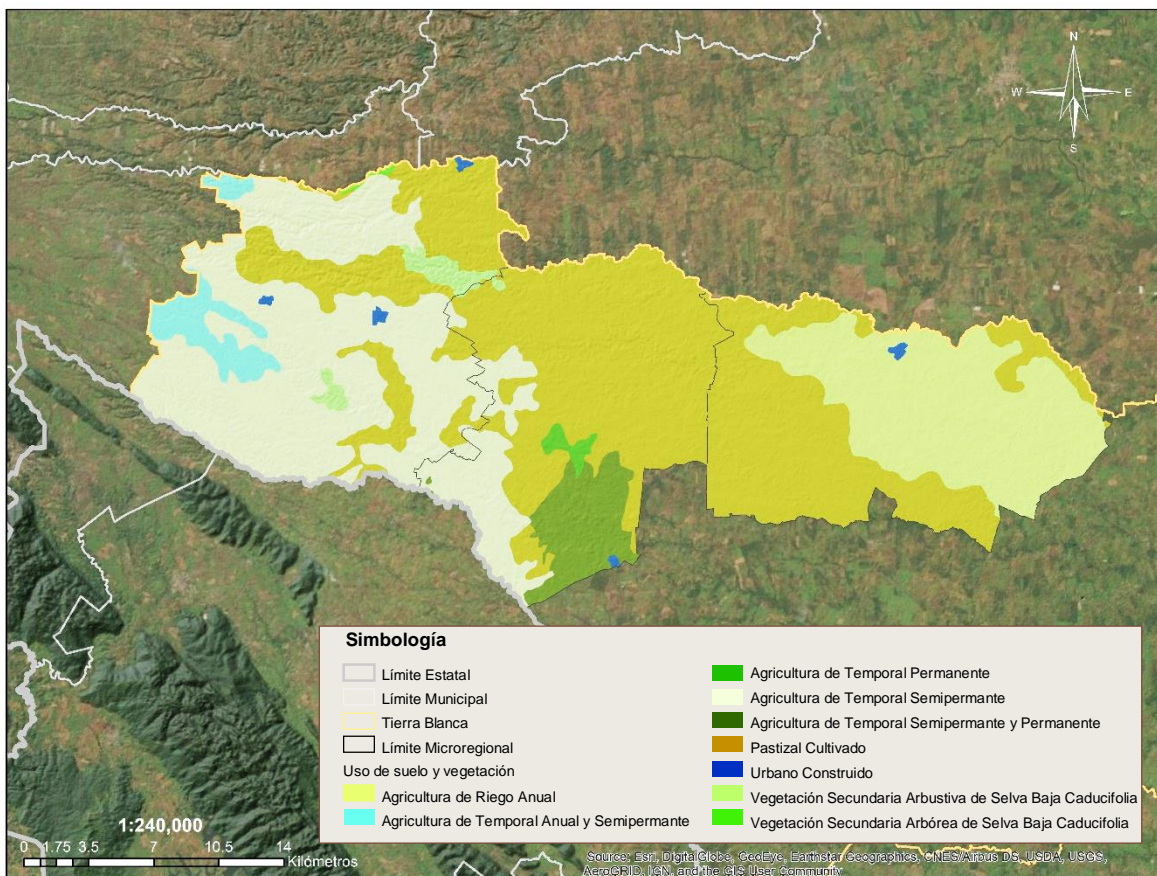 N
W E
S
Simbología
Límite Estatal
Límite Municipal
Tierra Blanca
Límite Microregional
Uso de suelo y vegetación
Agricultura de Riego Anual
Agricultura de Temporal Anual y Semipermante
Agricultura de Temporal Permanente
Agricultura de Temporal Semipermante
Agricultura de Temporal Semipermante y Permanente
Pastizal Cultivado
Urbano Construido
Vegetación Secundaria Arbustiva de Selva Baja Caducifolia
Vegetación Secundaria Arbórea de Selva Baja Caducifolia
1:240,000
0 1.75 3.5 7 10.5 14
Kilómetros
Source: Esri, DigitalGlobe, GeoEye, Earthstar Geographics, CNES/Airbus DS, USDA, USGS,
AeroGRID, IGN, and the GIS User Community